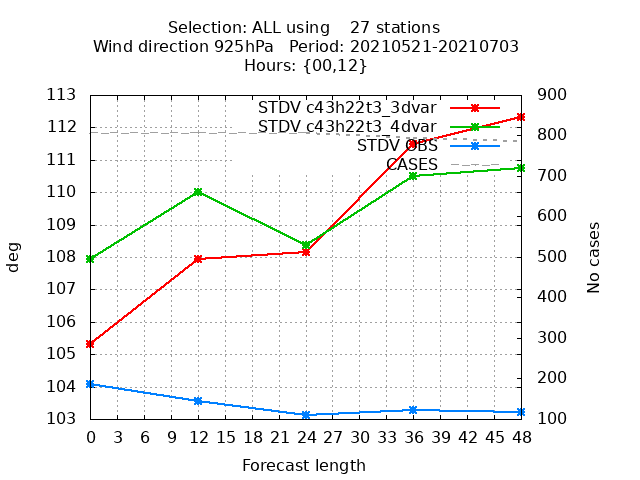 Selection: ALL using    27 stations
Wind direction 925hPa   Period: 20210521-20210703
Hours: {00,12}
113 900
STDV c43h22t3_3dvar
112 800
STDV c43h22t3_4dvar
STDV OBS
111
CASES
700
110
109 600
deg
108 500
No cases
107 400
106 300
105
104 200
103 100
0 3 6 9 12 15 18 21 24 27 30 33 36 39 42 45 48
Forecast length